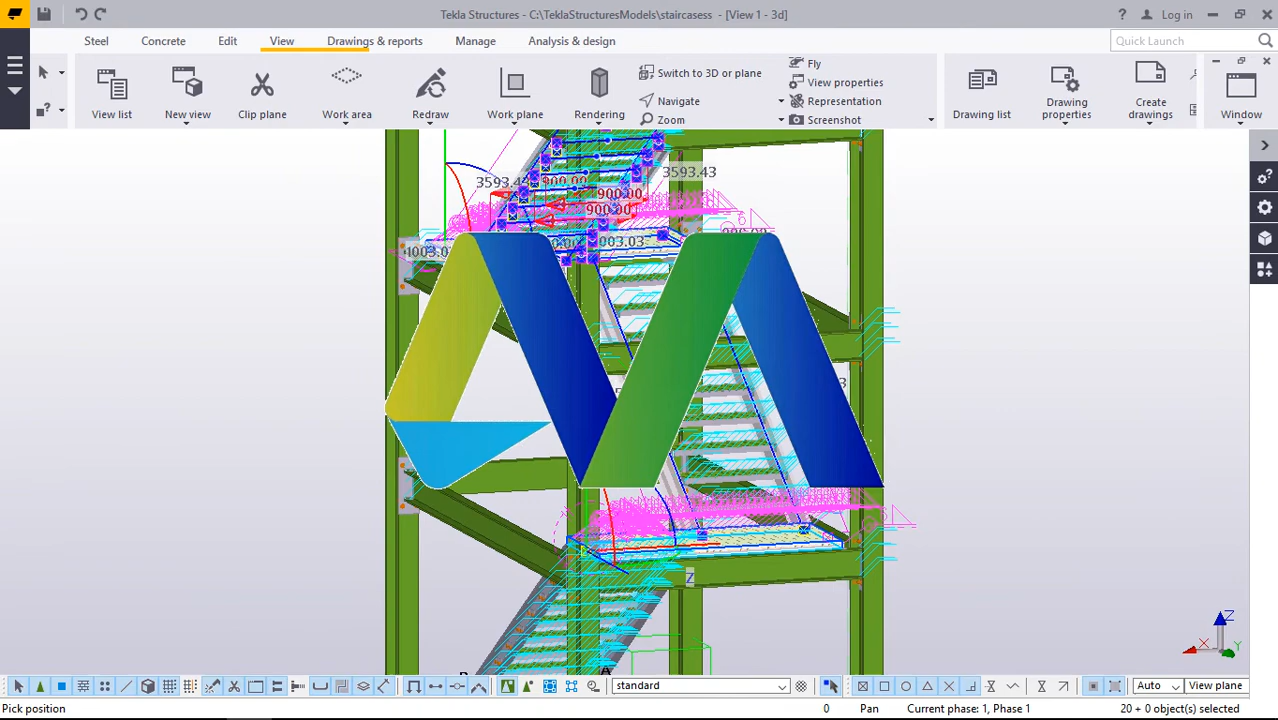 Tekla Structures - C:\TeklaStructuresModels\staircasess - [View 1 - 3d]
? Log in
Steel Concrete Edit View Drawings & reports Manage Analysis & design
Quick Launch
View list New view Clip plane Work area Redraw Work plane Rendering
Switch to 3D or plane
Navigate
Zoom
Fly
View properties
Representation
Screenshot
Drawing list
Drawing
properties
Create
drawings
Window
3593.43
900.00
900.00
900.00
3593.43
1003.0
003.03
Z
Z
X
Y
standard
Auto
View plane
Pick position
0
Pan
Current phase: 1, Phase 1
20 + 0 object(s) selected